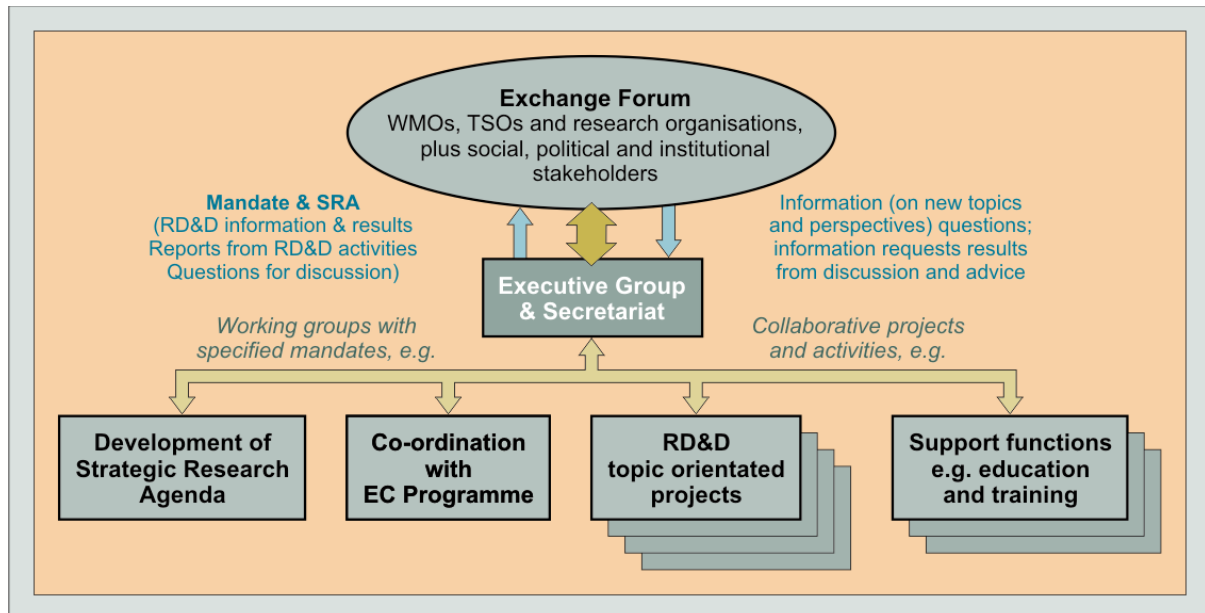 Exchange Forum
WMOs, TSOs and research organisations,
plus social, political and institutional
stakeholders
Mandate & SRA
(RD&D information & results
Reports from RD&D activities
Questions for discussion)
Information (on new topics
and perspectives) questions;
information requests results
from discussion and advice
Executive Group
& Secretariat
Working groups with
specified mandates, e.g.
Collaborative projects
and activities, e.g.
Development of
Strategic Research
Agenda
Co-ordination
with
EC Programme
RD&D
topic orientated
projects
Support functions
e.g. education
and training